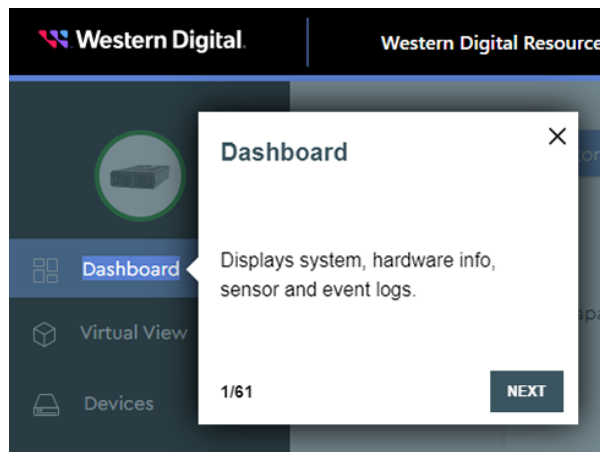 Western Digital.
Western Digital Resource
Dashboard
Dashboard
Displays system, hardware info,
sensor and event logs.
Virtual View
Devices
1/61
NEXT